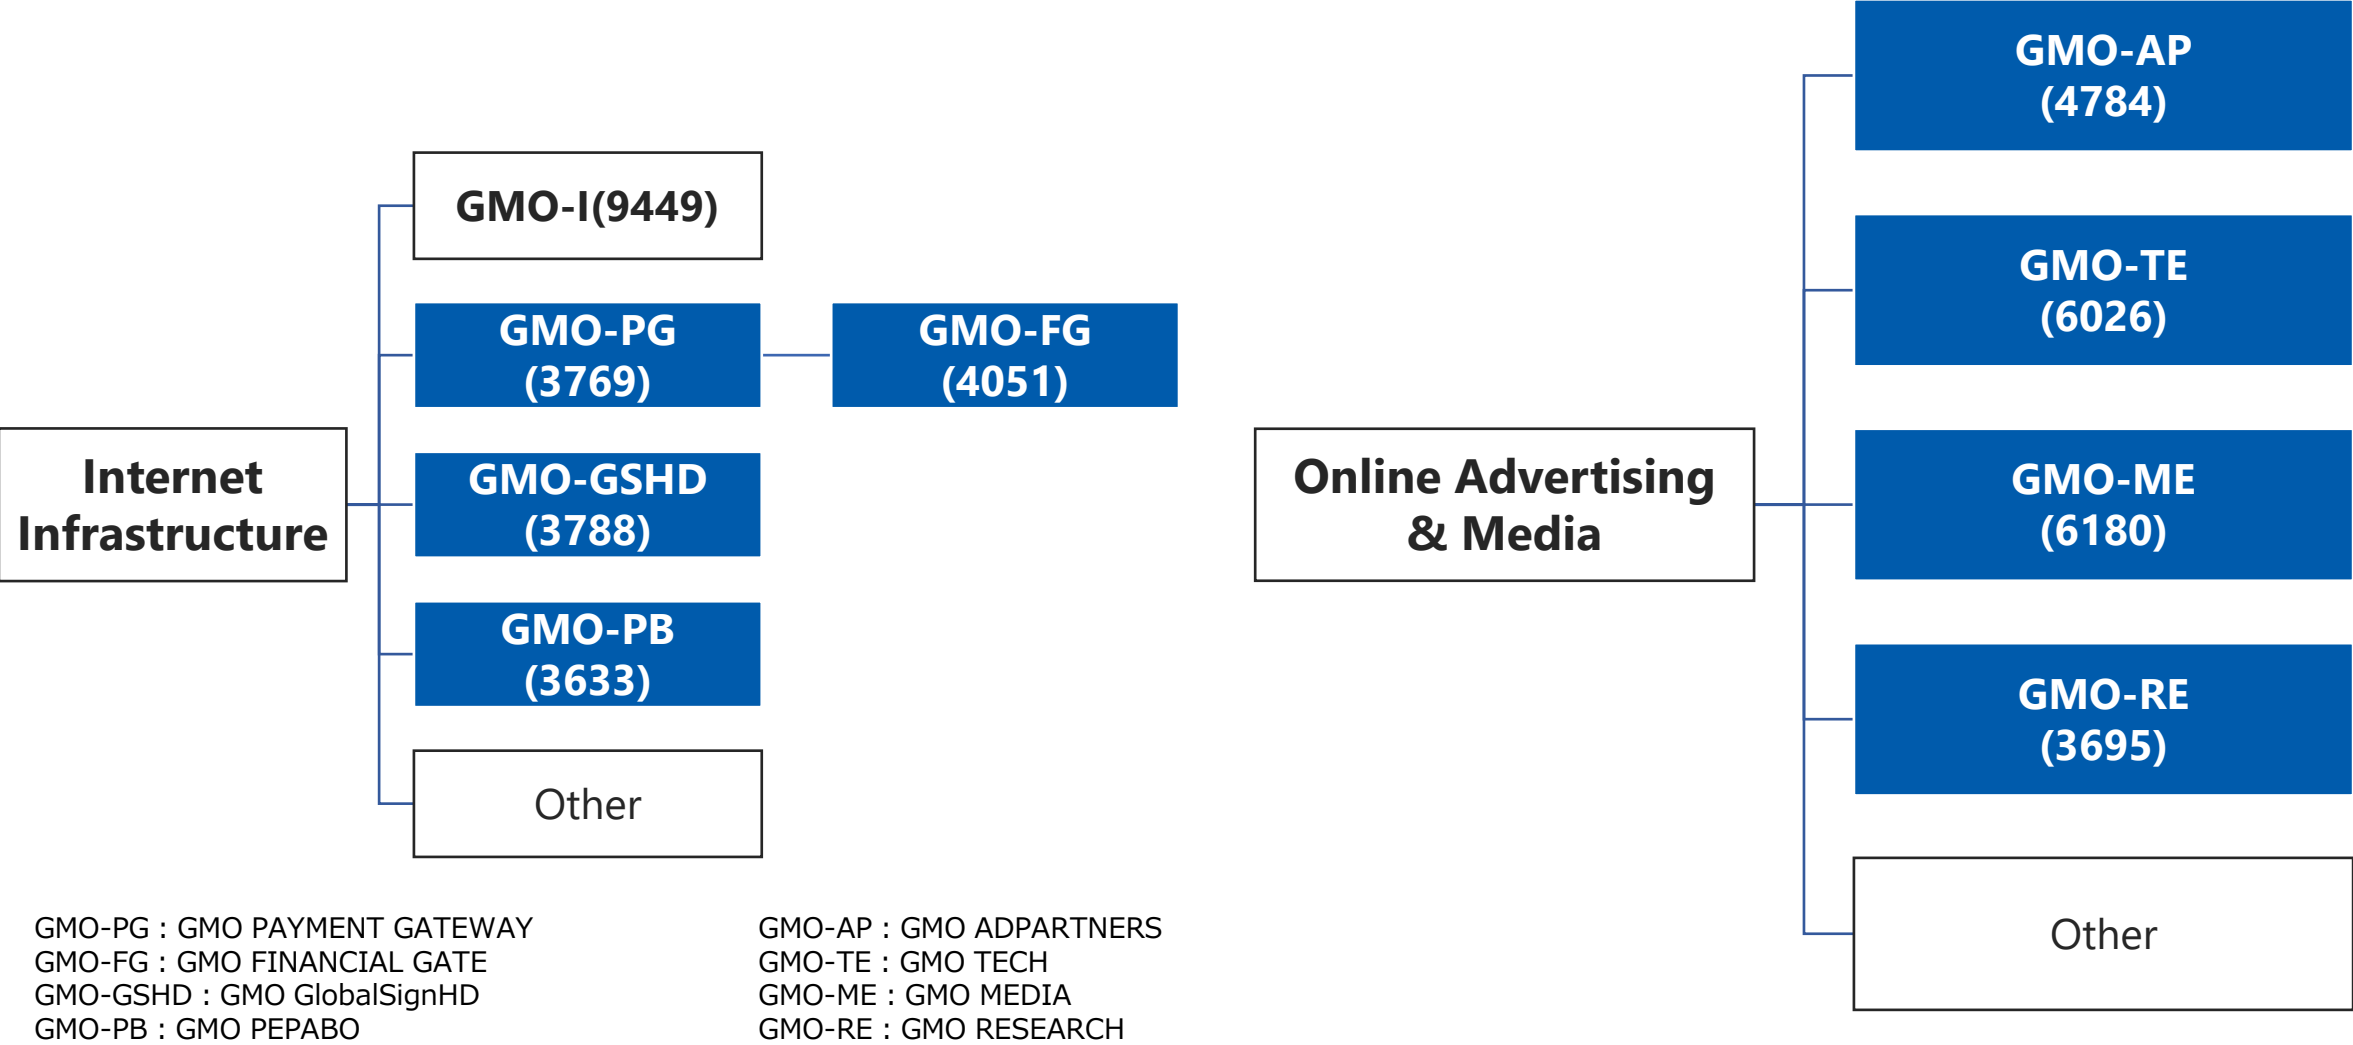 Internet
Infrastructure
GMO-I(9449)
GMO-PG
(3769)
GMO-FG
(4051)
GMO-GSHD
(3788)
GMO-PB
(3633)
Other
Online Advertising
& Media
GMO-AP
(4784)
GMO-TE
(6026)
GMO-ME
(6180)
GMO-RE
(3695)
Other
GMO-PG : GMO PAYMENT GATEWAY
GMO-FG : GMO FINANCIAL GATE
GMO-GSHD : GMO GlobalSignHD
GMO-PB : GMO PEPABO
GMO-AP : GMO ADPARTNERS
GMO-TE : GMO TECH
GMO-ME : GMO MEDIA
GMO-RE : GMO RESEARCH